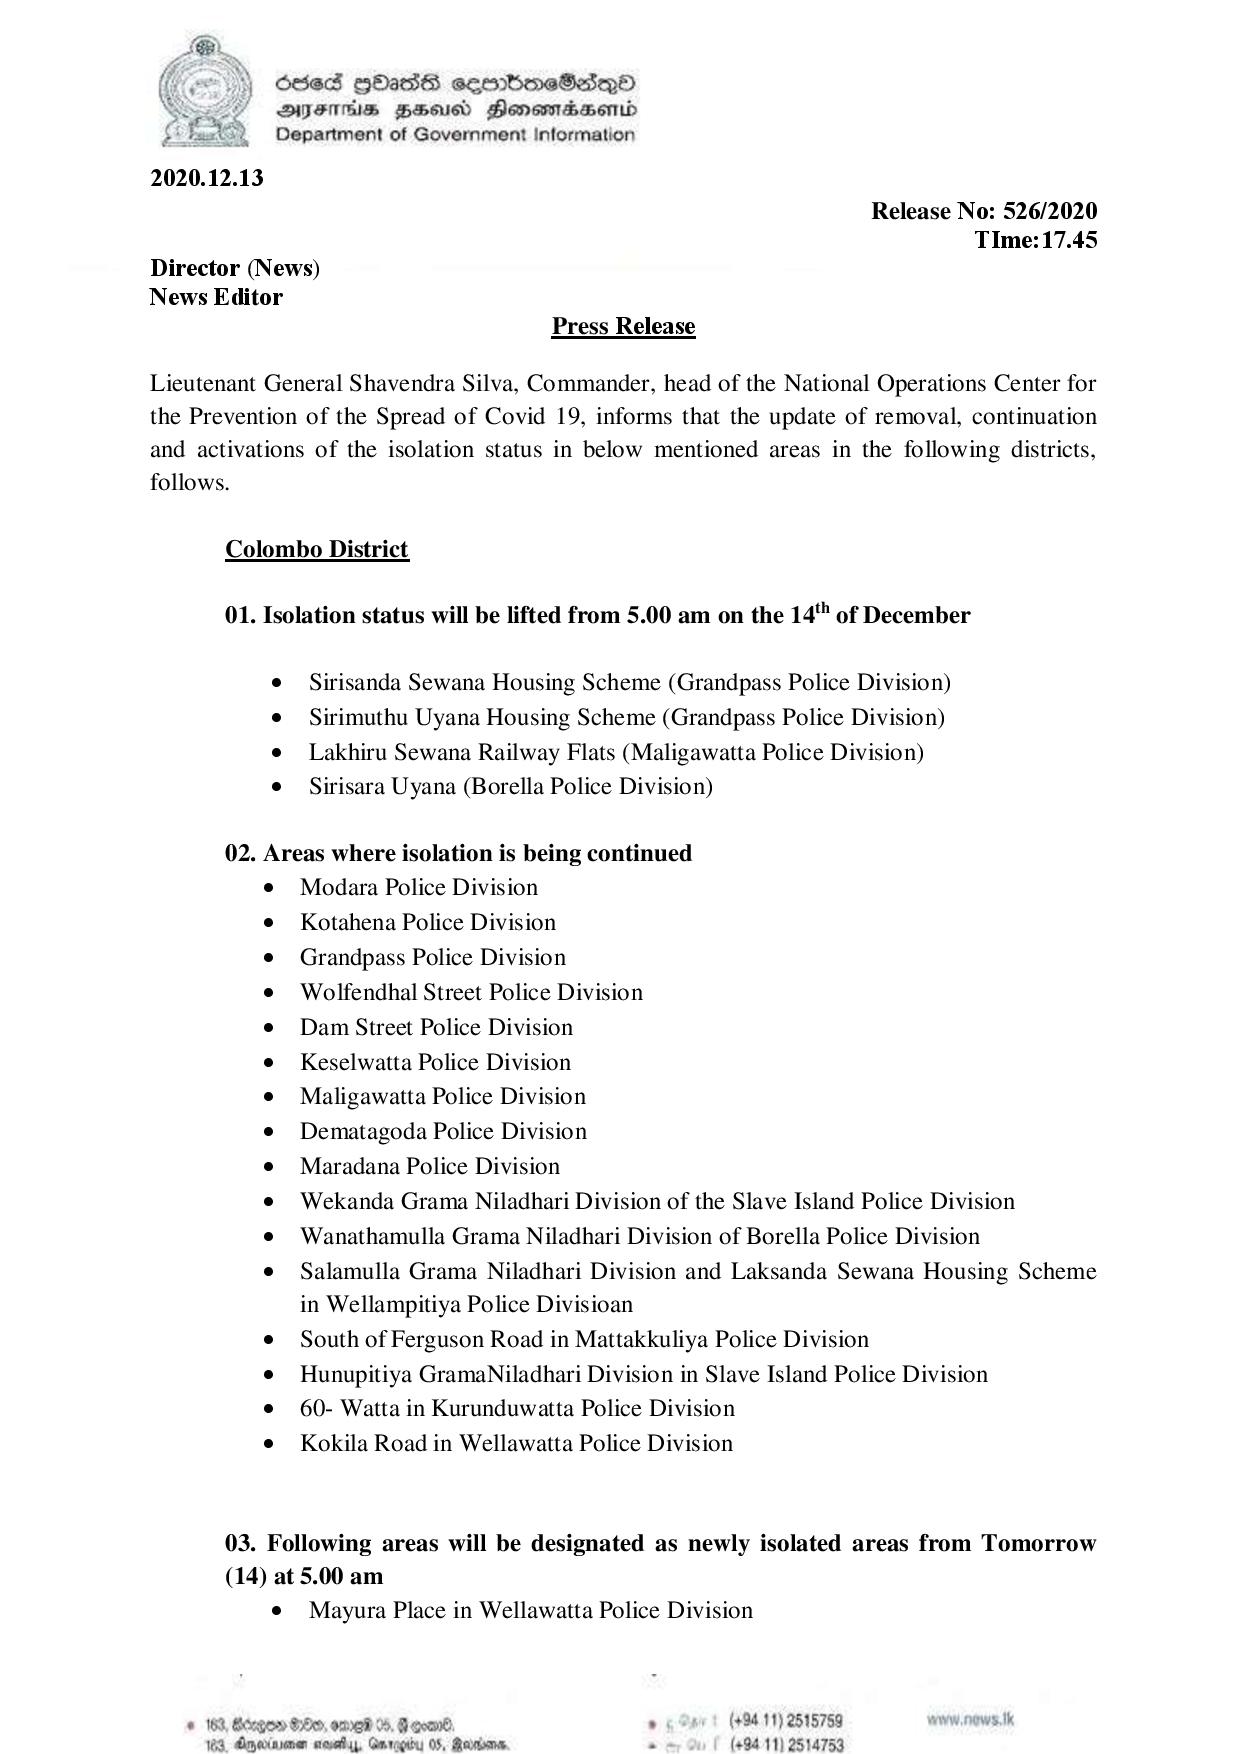 රජයේ ප්‍රවෘත්ති දෙපාර්තමේන්තුව
அரசாங்க தகவல் திணைக்களம்
Department of Government Information
2020.12.13
Release No: 526/2020
TIme:17.45
Director (News)
News Editor
Press Release
Lieutenant General Shavendra Silva, Commander, head of the National Operations Center for
the Prevention of the Spread of Covid 19, informs that the update of removal, continuation
and activations of the isolation status in below mentioned areas in the following districts,
follows.
Colombo District
01. Isolation status will be lifted from 5.00 am on the 14th of December
• Sirisanda Sewana Housing Scheme (Grandpass Police Division)
• Sirimuthu Uyana Housing Scheme (Grandpass Police Division)
• Lakhiru Sewana Railway Flats (Maligawatta Police Division)
• Sirisara Uyana (Borella Police Division)
02. Areas where isolation is being continued
• Modara Police Division
• Kotahena Police Division
• Grandpass Police Division
• Wolfendhal Street Police Division
• Dam Street Police Division
• Keselwatta Police Division
• Maligawatta Police Division
• Dematagoda Police Division
• Maradana Police Division
• Wekanda Grama Niladhari Division of the Slave Island Police Division
• Wanathamulla Grama Niladhari Division of Borella Police Division
• Salamulla Grama Niladhari Division and Laksanda Sewana Housing Scheme
in Wellampitiya Police Divisioan
• South of Ferguson Road in Mattakkuliya Police Division
• Hunupitiya GramaNiladhari Division in Slave Island Police Division
• 60- Watta in Kurunduwatta Police Division
• Kokila Road in Wellawatta Police Division
03. Following areas will be designated as newly isolated areas from Tomorrow
(14) at 5.00 am
• Mayura Place in Wellawatta Police Division
163, කිරුළපන මාවත, කොළඹ 05, ශ්‍රී ලංකාව.
163, கிருலப்பனை எவனியூ, கொழும்பு 05, இலங்கை.
(+94 11) 2515759
(+94 11) 2514753
www.news.lk